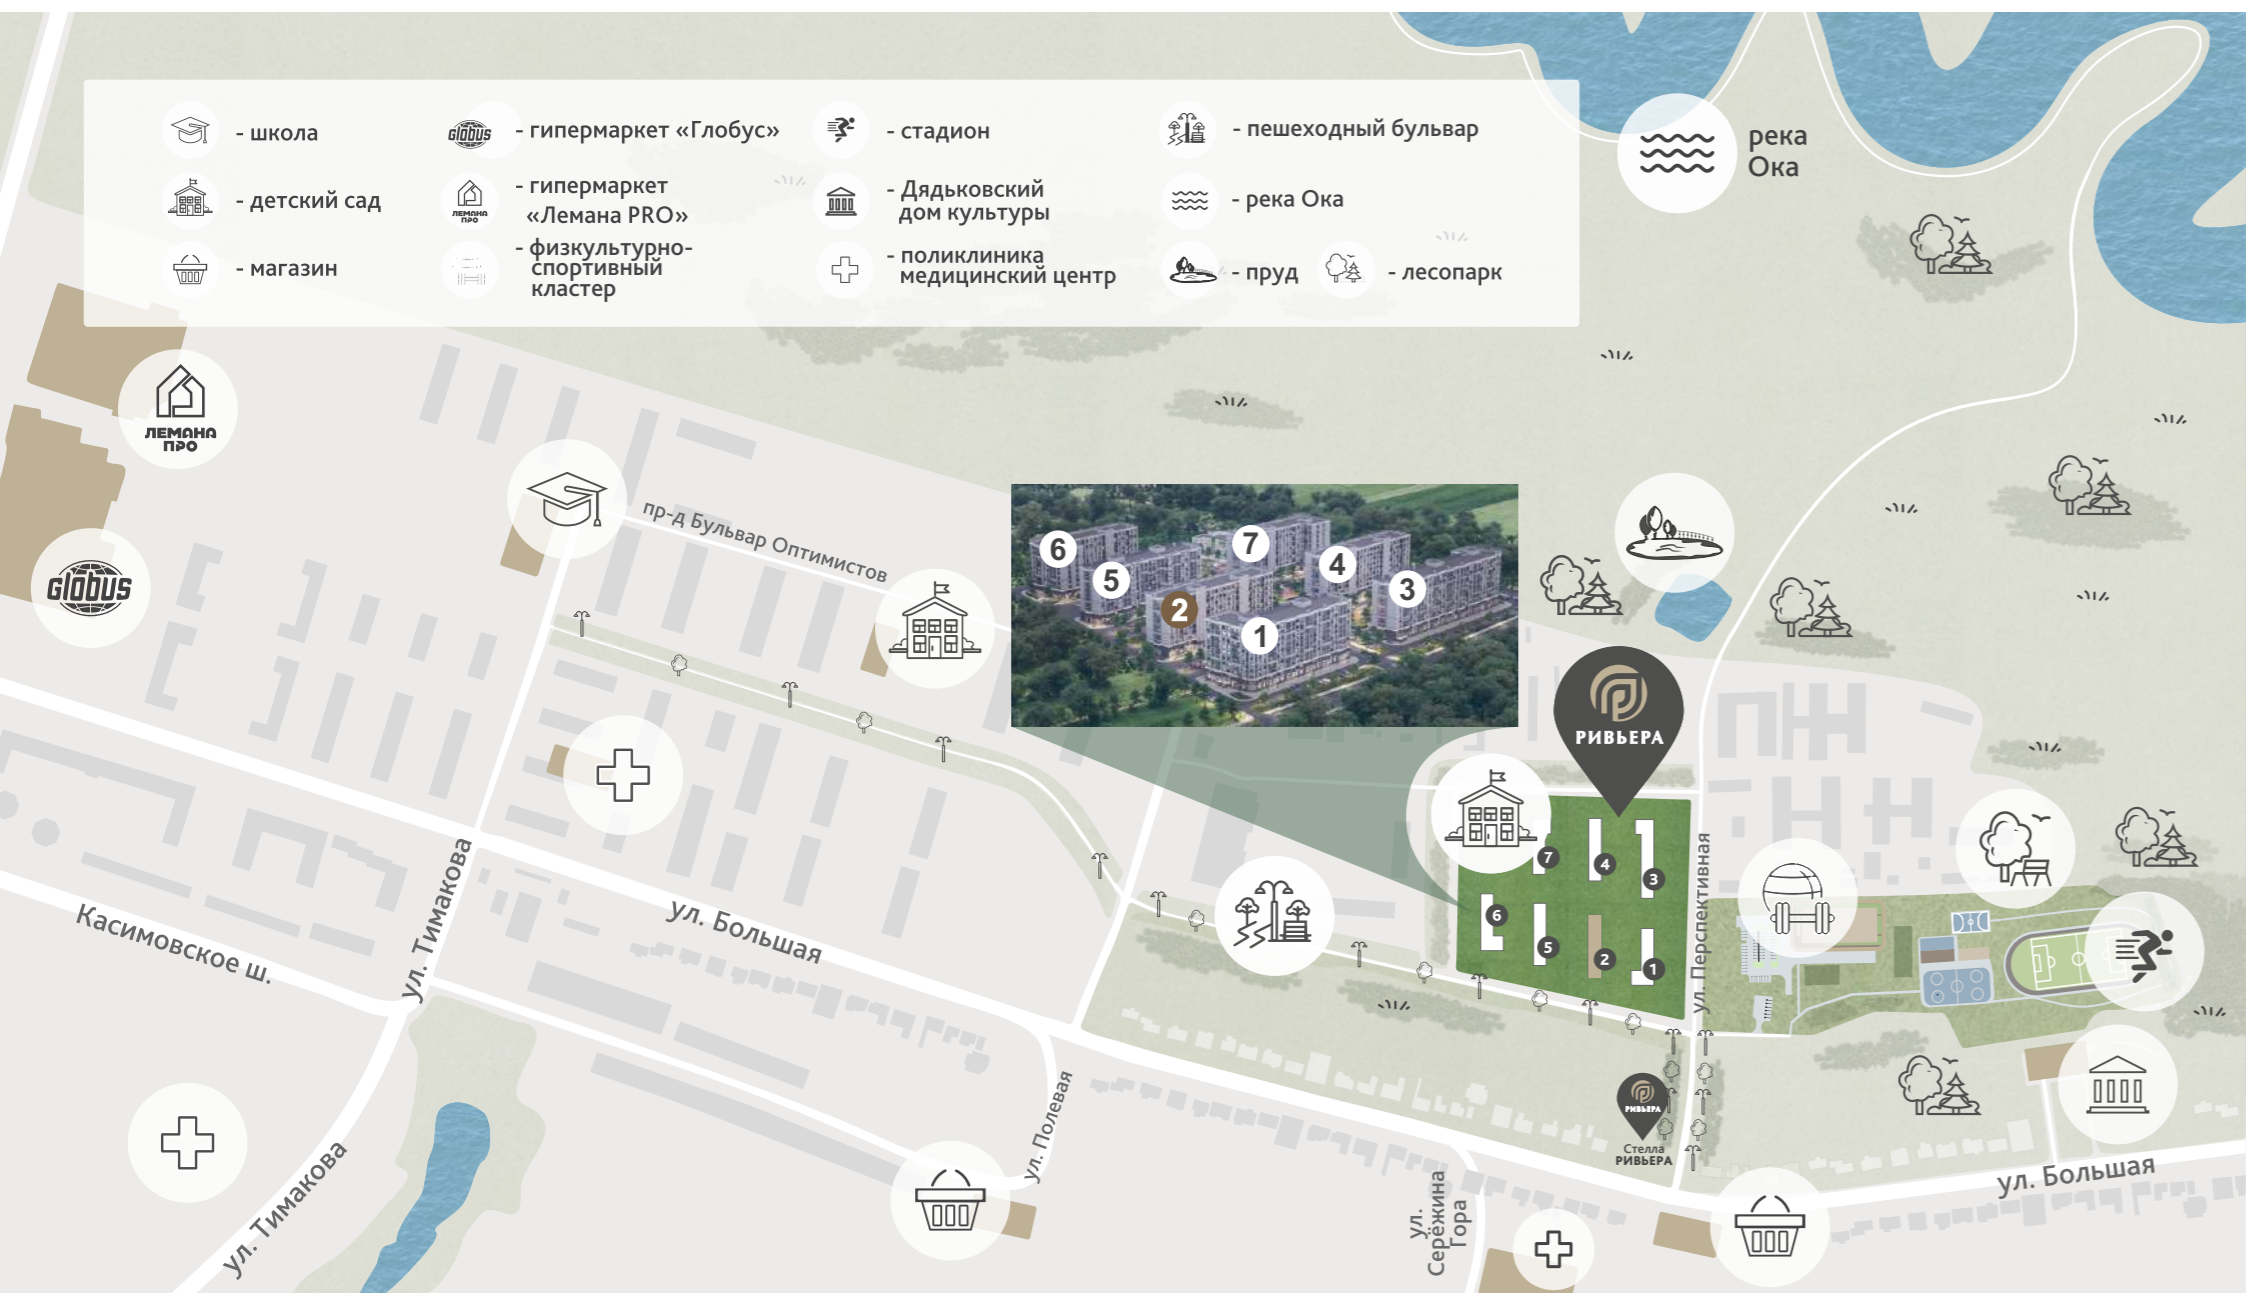 - школа
- гипермаркет «Глобус»
- стадион
- пешеходный бульвар
- детский сад
ЛЕМАНА
ПРО
- гипермаркет
«Лемана PRO»
- Дядьковский
дом культуры
- река Ока
- магазин
- физкультурно-
спортивный
кластер
- поликлиника
медицинский центр
- пруд
- лесопарк
globus
река
Ока
ЛЕМАНА
ПРО
globus
пр-д Бульвар Оптимистов
6
7
5
4
3
2
1
РИВЬЕРА
7
4
3
6
5
2
1
ул. Перспективная
Касимовское ш.
ул. Тимакова
ул. Большая
ул. Полевая
РИВЬЕРА
Стелла
РИВЬЕРА
ул. Тимакова
ул.
Серёжина
Гора
ул. Большая